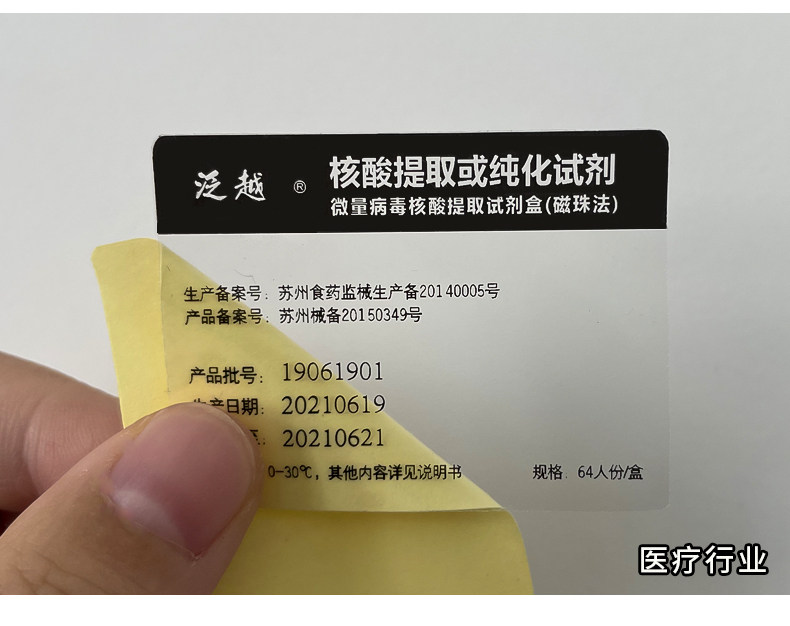 泛越 ®
核酸提取或纯化试剂
微量病毒核酸提取试剂盒(磁珠法)
生产备案号：苏州食药监械生产备20140005号
产品备案号：苏州械备20150349号
产品批号：19061901
生产日期：20210619
至：20210621
0-30℃，其他内容详见说明书
规格：64人份/盒
医疗行业